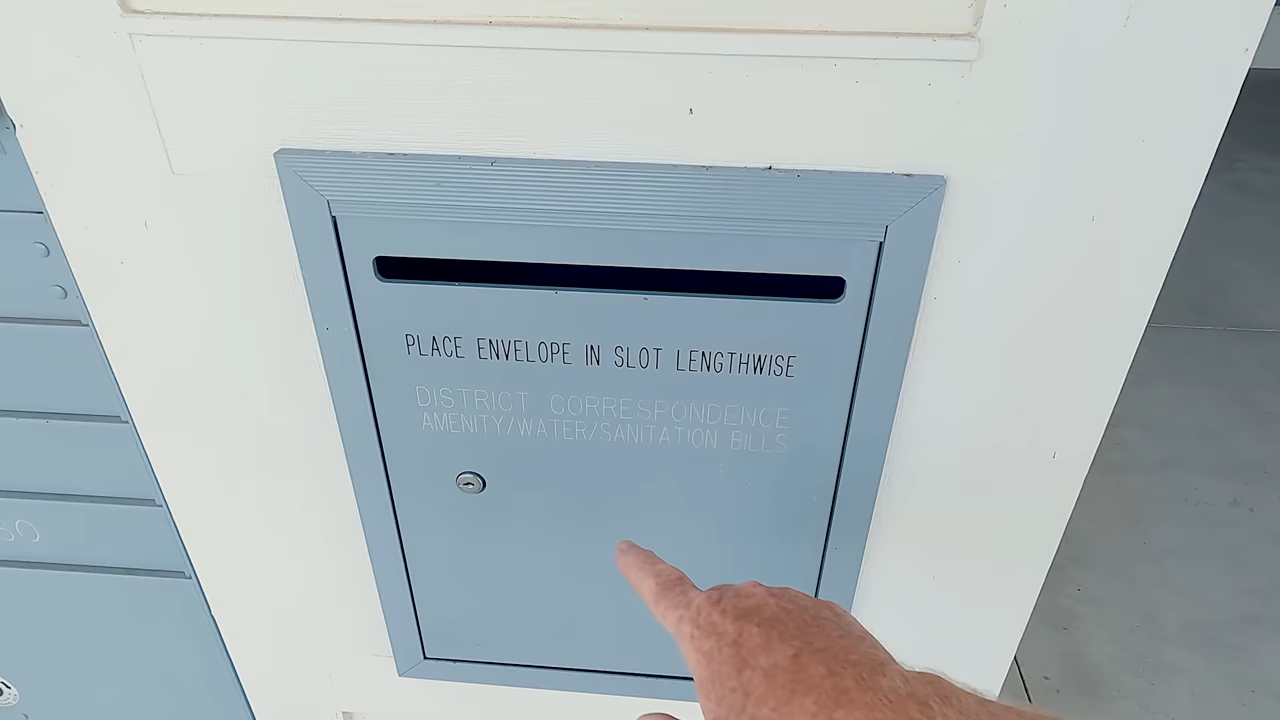 PLACE ENVELOPE IN SLOT LENGTHWISE
DISTRICT CORRESPONDENCE
AMENITY/WATER/SANITATION BILLS